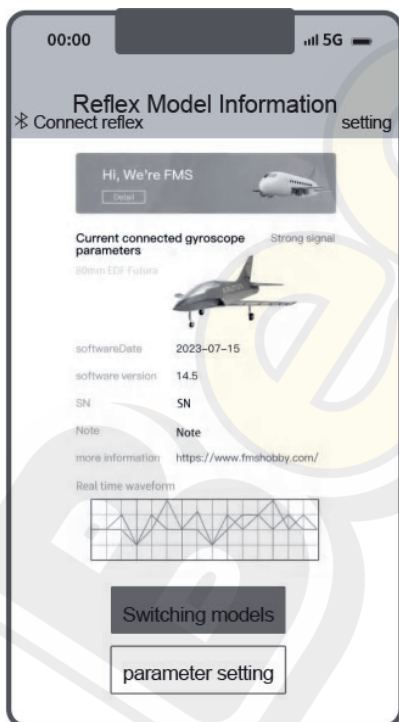 00:00 5G
Reflex Model Information
Connect reflex setting
Hi, We're FMS
Detail
Current connected gyroscope Strong signal
parameters
80mm EDF Futura
softwareDate 2023-07-15
software version 14.5
SN SN
Note Note
more information https://www.fmshobby.com/
Real time waveform
Switching models
parameter setting